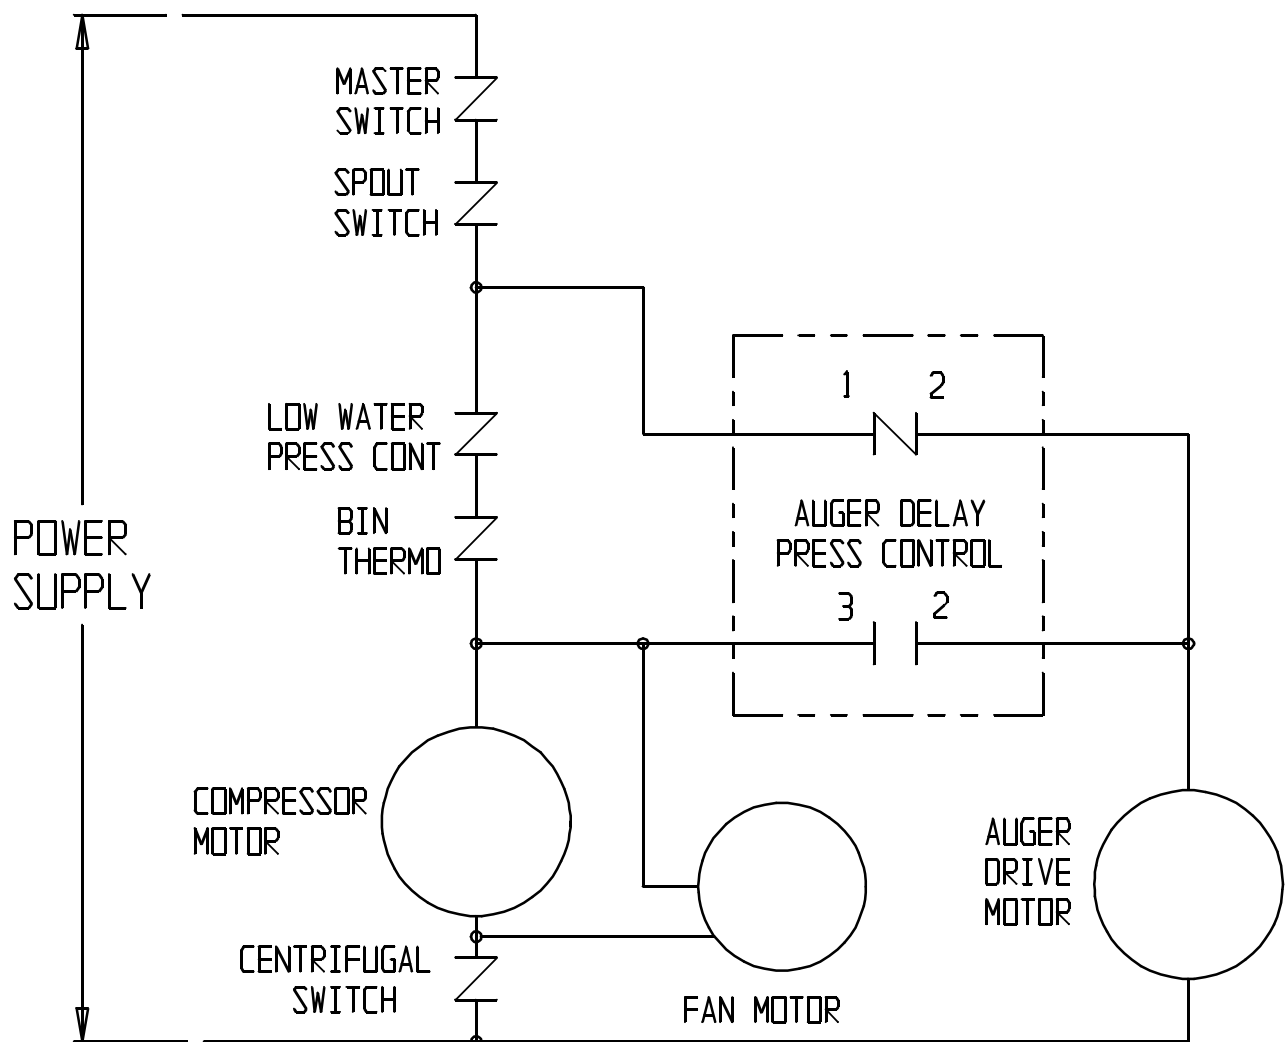 MASTER
SWITCH
SPOUT
SWITCH
1 2
LOW WATER
PRESS CONT
AUGER DELAY
PRESS CONTROL
BIN
THERMO
POWER
SUPPLY
3 2
COMPRESSOR
MOTOR
AUGER
DRIVE
MOTOR
CENTRIFUGAL
SWITCH
FAN MOTOR